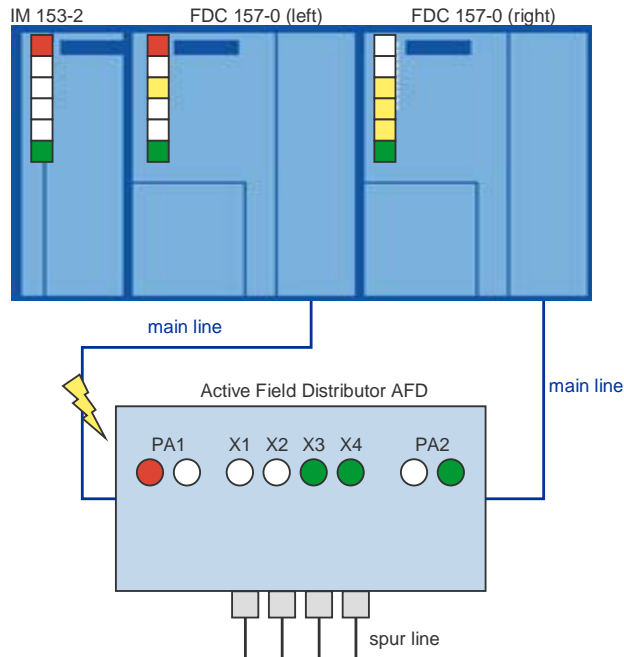 IM 153-2 FDC 157-0 (left) FDC 157-0 (right)
main line
main line
Active Field Distributor AFD
PA1 X1 X2 X3 X4 PA2
spur line